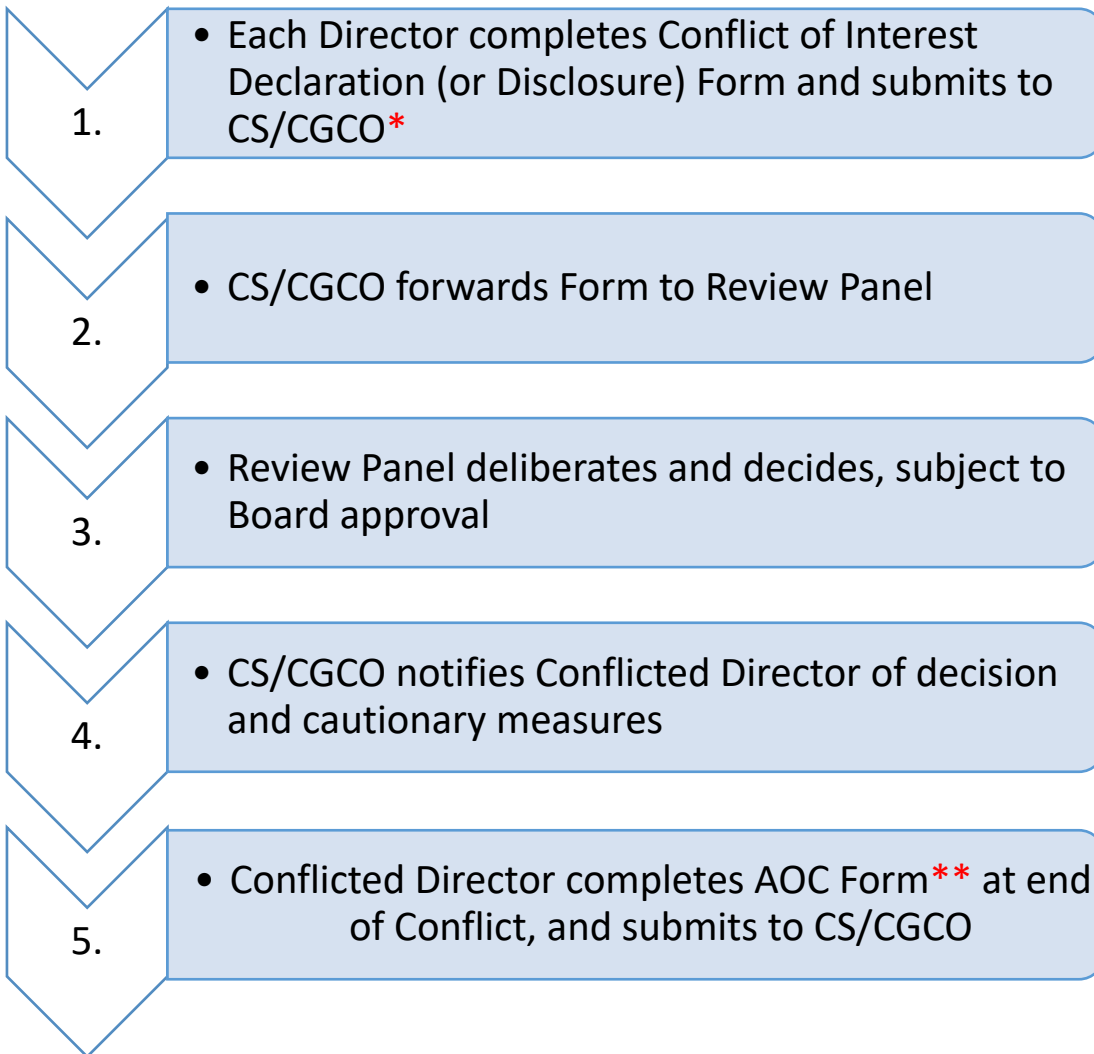 1.
• Each Director completes Conflict of Interest
Declaration (or Disclosure) Form and submits to
CS/CGCO*
2.
• CS/CGCO forwards Form to Review Panel
3.
• Review Panel deliberates and decides, subject to
Board approval
4.
• CS/CGCO notifies Conflicted Director of decision
and cautionary measures
5.
• Conflicted Director completes AOC Form** at end
of Conflict, and submits to CS/CGCO